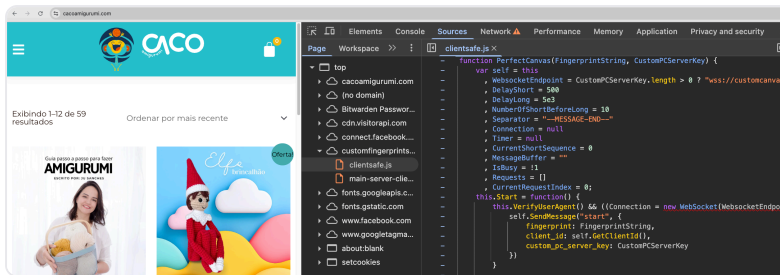 cacoamigurumi.com
CACO
0
Exibindo 1–12 de 59
resultados
Ordenar por mais recente
Guia passo a passo para fazer
AMIGURUMI
ESCRITO POR: JU SANCHES
Oferta!
Elfe
brincalhão
Elements Console Sources Network Performance Memory Application Privacy and security
Page Workspace >> clientsafe.js ×
top
cacoamigurumi.com
(no domain)
Bitwarden Passwor...
cdn.visitorapi.com
connect.facebook....
customfingerprints...
clientsafe.js
main-server-clie...
fonts.googleapis.c...
fonts.gstatic.com
www.facebook.com
www.googletagma...
about:blank
setcookies
function PerfectCanvas(FingerprintString, CustomPCServerKey) {
var self = this
, WebsocketEndpoint = CustomPCServerKey.length > 0 ? "wss://customcanva
, DelayShort = 500
, DelayLong = 5e3
, NumberOfShortBeforeLong = 10
, Separator = "––MESSAGE-END––"
, Connection = null
, Timer = null
, CurrentShortSequence = 0
, MessageBuffer = ""
, IsBusy = !1
, Requests = []
, CurrentRequestIndex = 0;
this.Start = function() {
this.VerifyUserAgent() && ((Connection = new WebSocket(WebsocketEndpo
self.SendMessage("start", {
fingerprint: FingerprintString,
client_id: self.GetClientId(),
custom_pc_server_key: CustomPCServerKey
})
}